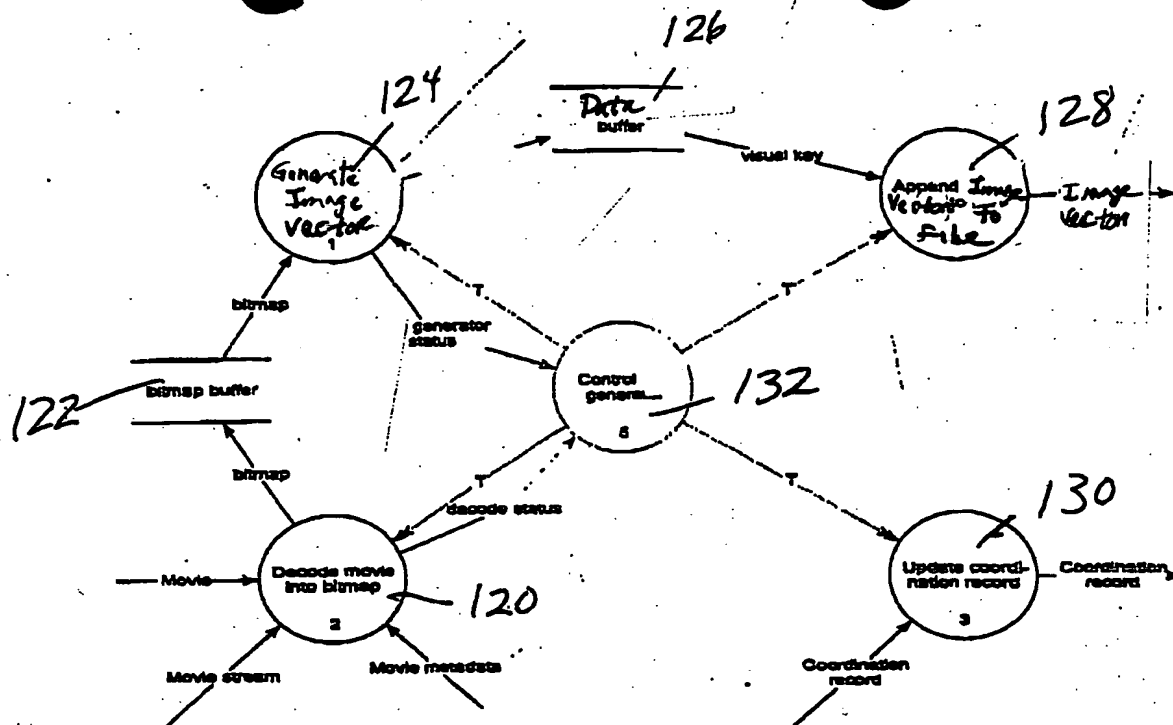 126
124
Data
buffer
128
Generate
Image
Vector
1
visual key
Append Image
Vector to To
File
Image
Vector
T
T
bitmap
generator
status
Control
gener
5
132
bitmap buffer
122
bitmap
T
T
decode status
130
Movie
Decode movie
into bitmap
2
120
Update coordi-
nation record
3
Coordination
record
Movie stream
Movie metadata
Coordination
record